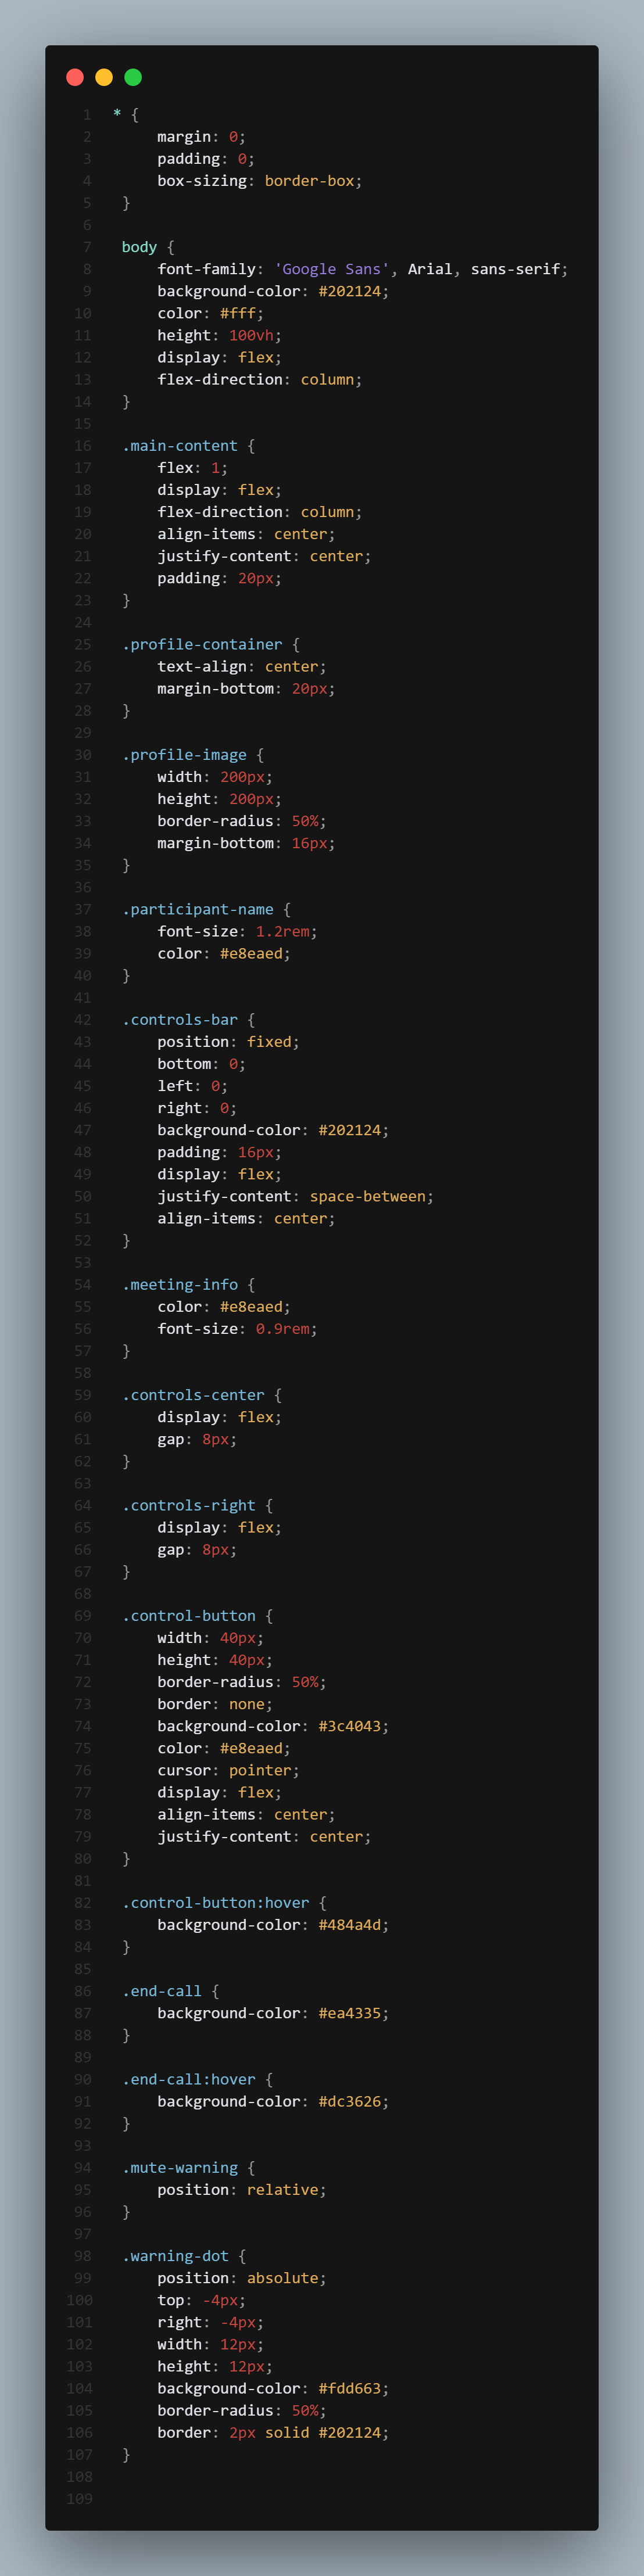 1 * {
2     margin: 0;
3     padding: 0;
4     box-sizing: border-box;
5 }
6
7 body {
8     font-family: 'Google Sans', Arial, sans-serif;
9     background-color: #202124;
10     color: #fff;
11     height: 100vh;
12     display: flex;
13     flex-direction: column;
14 }
15
16 .main-content {
17     flex: 1;
18     display: flex;
19     flex-direction: column;
20     align-items: center;
21     justify-content: center;
22     padding: 20px;
23 }
24
25 .profile-container {
26     text-align: center;
27     margin-bottom: 20px;
28 }
29
30 .profile-image {
31     width: 200px;
32     height: 200px;
33     border-radius: 50%;
34     margin-bottom: 16px;
35 }
36
37 .participant-name {
38     font-size: 1.2rem;
39     color: #e8eaed;
40 }
41
42 .controls-bar {
43     position: fixed;
44     bottom: 0;
45     left: 0;
46     right: 0;
47     background-color: #202124;
48     padding: 16px;
49     display: flex;
50     justify-content: space-between;
51     align-items: center;
52 }
53
54 .meeting-info {
55     color: #e8eaed;
56     font-size: 0.9rem;
57 }
58
59 .controls-center {
60     display: flex;
61     gap: 8px;
62 }
63
64 .controls-right {
65     display: flex;
66     gap: 8px;
67 }
68
69 .control-button {
70     width: 40px;
71     height: 40px;
72     border-radius: 50%;
73     border: none;
74     background-color: #3c4043;
75     color: #e8eaed;
76     cursor: pointer;
77     display: flex;
78     align-items: center;
79     justify-content: center;
80 }
81
82 .control-button:hover {
83     background-color: #484a4d;
84 }
85
86 .end-call {
87     background-color: #ea4335;
88 }
89
90 .end-call:hover {
91     background-color: #dc3626;
92 }
93
94 .mute-warning {
95     position: relative;
96 }
97
98 .warning-dot {
99     position: absolute;
100     top: -4px;
101     right: -4px;
102     width: 12px;
103     height: 12px;
104     background-color: #fdd663;
105     border-radius: 50%;
106     border: 2px solid #202124;
107 }
108
109